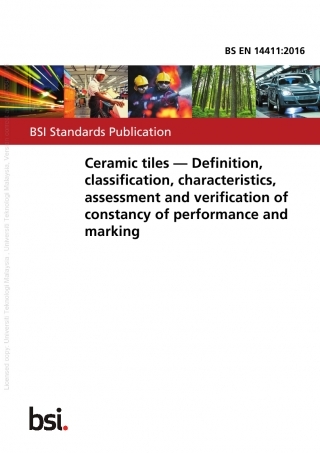 BS EN 14411:2016
BSI Standards Publication
Ceramic tiles — Definition,
classification, characteristics,
assessment and verification of
constancy of performance and
marking
bsi.
Licensed copy: Universiti Teknologi Malaysia, Universiti Teknologi Malaysia, Version